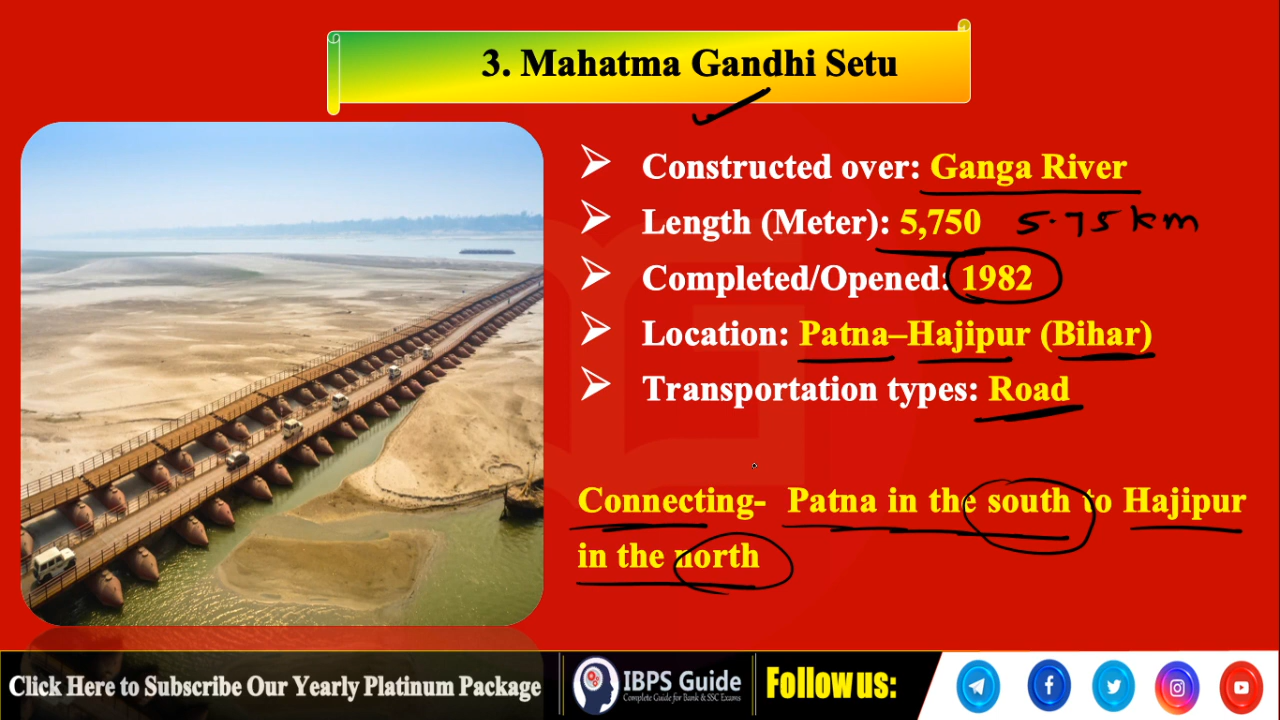 3. Mahatma Gandhi Setu
Constructed over: Ganga River
Length (Meter): 5,750 5.75 km
Completed/Opened: 1982
Location: Patna–Hajipur (Bihar)
Transportation types: Road
Connecting- Patna in the south to Hajipur
in the north
Click Here to Subscribe Our Yearly Platinum Package
IBPS Guide
Complete Guide for Bank & SSC Exams
Follow us: